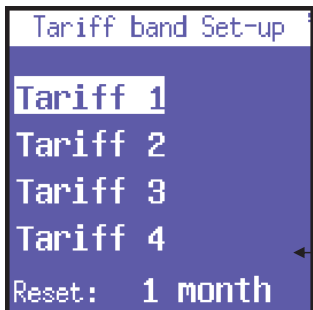 Tariff band Set-up
Tariff 1
Tariff 2
Tariff 3
Tariff 4
Reset: 1 month